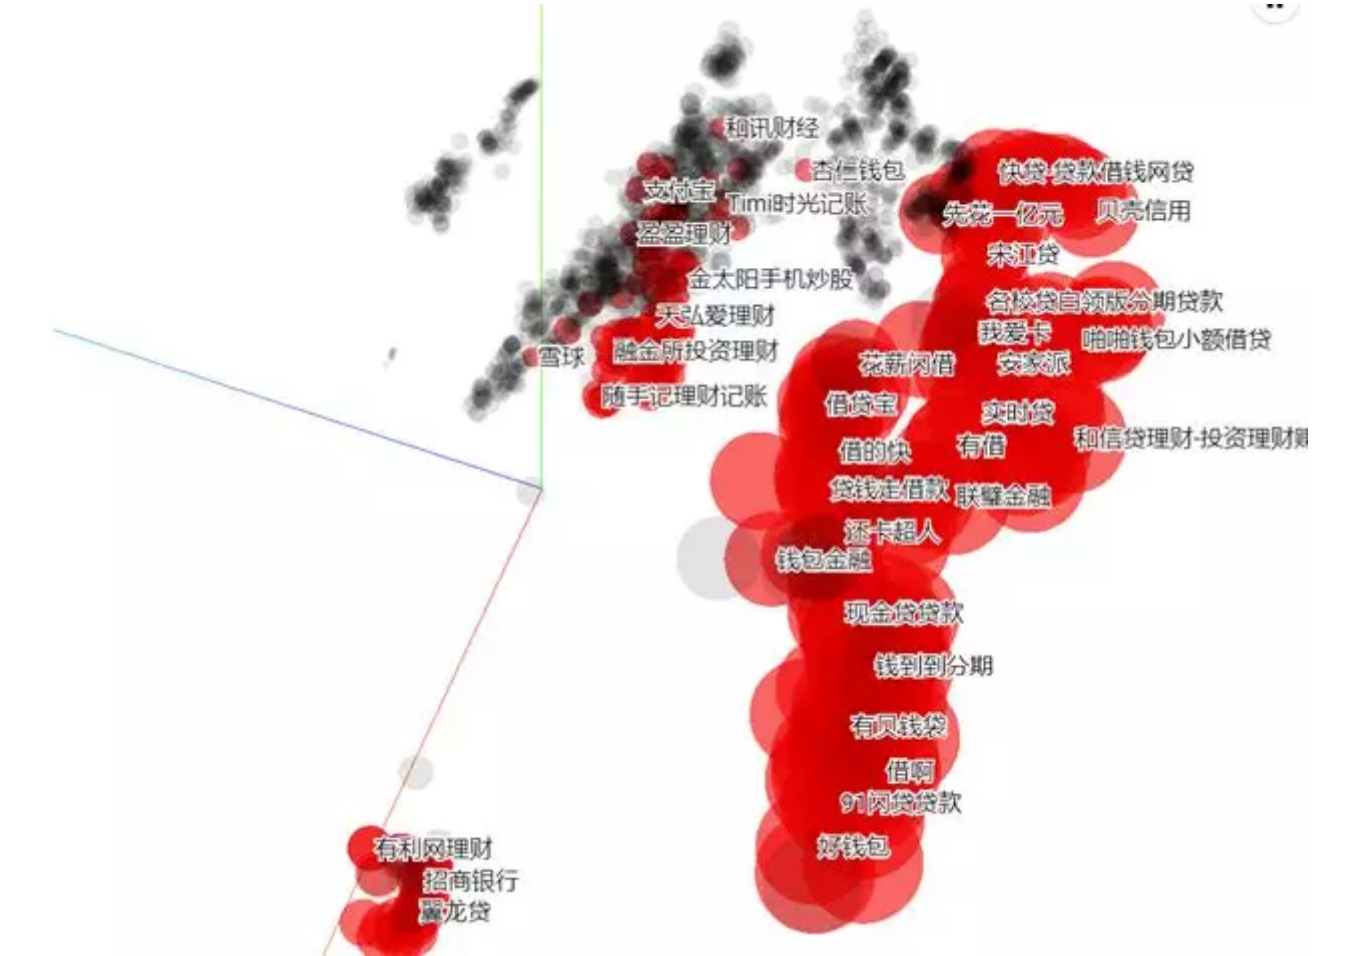 和讯财经
杏仁钱包
快贷-贷款借钱网贷
支付宝
Timi时光记账
先花一亿元
贝壳信用
盈盈理财
宋江贷
金太阳手机炒股
名校贷白领版分期贷款
天弘爱理财
我爱卡
啪啪钱包小额借贷
雪球
融金所投资理财
花薪闪借
安家派
随手记理财记账
借贷宝
实时贷
借的快
有借
和信贷理财-投资理财
贷钱走借款
联璧金融
还卡超人
钱包金融
现金贷贷款
钱到到分期
有贝钱袋
借啊
91闪贷贷款
好钱包
有利网理财
招商银行
翼龙贷